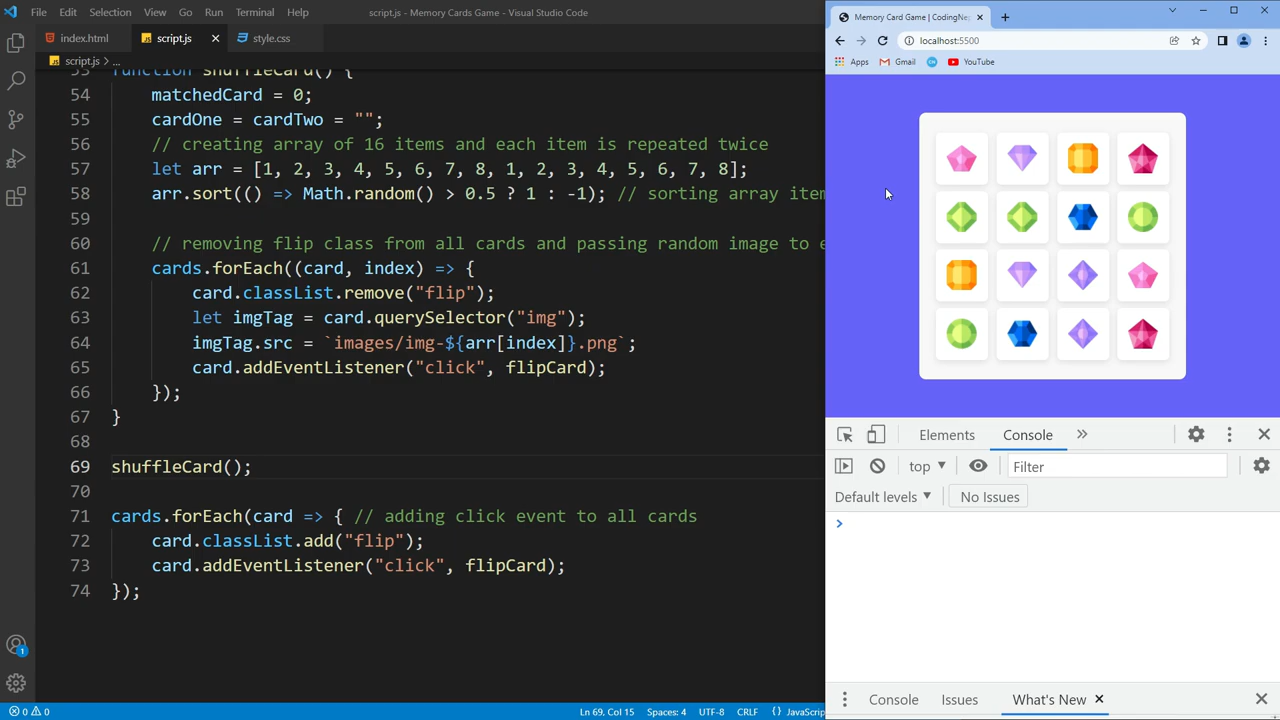 File Edit Selection View Go Run Terminal Help
script.js - Memory Cards Game - Visual Studio Code
index.html
script.js
style.css
script.js > ...
function shuffleCard() {
54 matchedCard = 0;
55 cardOne = cardTwo = "";
56 // creating array of 16 items and each item is repeated twice
57 let arr = [1, 2, 3, 4, 5, 6, 7, 8, 1, 2, 3, 4, 5, 6, 7, 8];
58 arr.sort(() => Math.random() > 0.5 ? 1 : -1); // sorting array item
59
60 // removing flip class from all cards and passing random image to e
61 cards.forEach((card, index) => {
62 card.classList.remove("flip");
63 let imgTag = card.querySelector("img");
64 imgTag.src = `images/img-${arr[index]}.png`;
65 card.addEventListener("click", flipCard);
66 });
67 }
68
69 shuffleCard();
70
71 cards.forEach(card => { // adding click event to all cards
72 card.classList.add("flip");
73 card.addEventListener("click", flipCard);
74 });
1
0 0
Ln 69, Col 15 Spaces: 4 UTF-8 CRLF {} JavaScrip
Memory Card Game | CodingNe
localhost:5500
Apps Gmail YouTube
Elements Console
top Filter
Default levels No Issues
Console Issues What's New